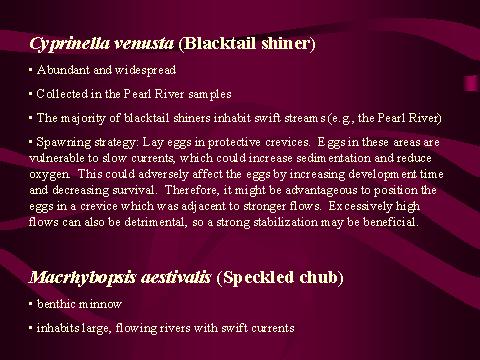 Cyprinella venusta (Blacktail shiner)
• Abundant and widespread
• Collected in the Pearl River samples
• The majority of blacktail shiners inhabit swift streams (e.g., the Pearl River)
• Spawning strategy: Lay eggs in protective crevices. Eggs in these areas are
vulnerable to slow currents, which could increase sedimentation and reduce
oxygen. This could adversely affect the eggs by increasing development time
and decreasing survival. Therefore, it might be advantageous to position the
eggs in a crevice which was adjacent to stronger flows. Excessively high
flows can also be detrimental, so a strong stabilization may be beneficial.
Macrhybopsis aestivalis (Speckled chub)
• benthic minnow
• inhabits large, flowing rivers with swift currents